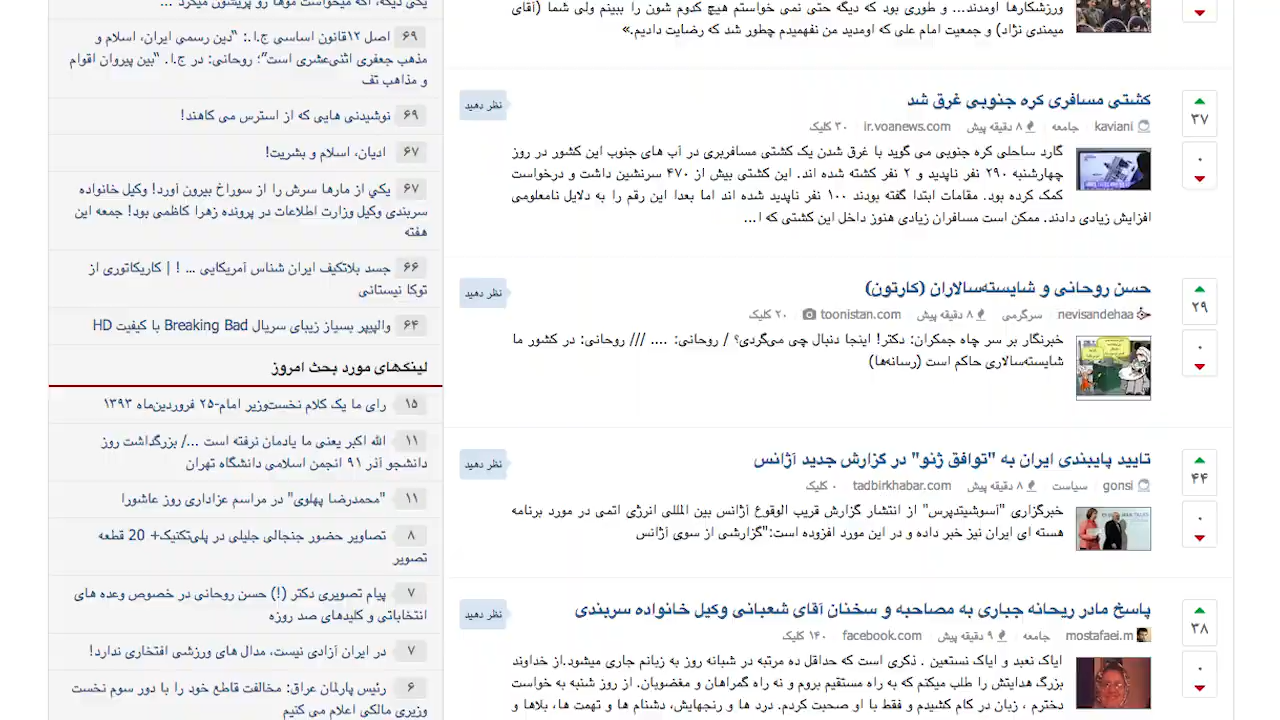 ورزشکارها اومدند... و طوری بود که دیگه حتی نمی خواستم هیچ کدوم شون را ببینم ولی شما (آقای
میمندی نژاد) و جمعیت امام علی که اومدید من نفهمیدم چطور شد که رضایت دادیم.»
کشتی مسافری کره جنوبی غرق شد
نظر دهید
۳۷
kaviani جامعه ۸ دقیقه پیش ir.voanews.com ۳۰ کلیک
گارد ساحلی کره جنوبی می گوید با غرق شدن یک کشتی مسافربری در آب های جنوب این کشور در روز
چهارشنبه ۲۹۰ نفر ناپدید و ۲ نفر کشته شده اند. این کشتی بیش از ۴۷۰ سرنشین داشت و درخواست
کمک کرده بود. مقامات ابتدا گفته بودند ۱۰۰ نفر ناپدید شده اند اما بعدا این رقم را به دلایل نامعلومی
افزایش زیادی دادند. ممکن است مسافران زیادی هنوز داخل این کشتی که ا...
۰
حسن روحانی و شایسته‌سالاران (کارتون)
نظر دهید
۲۹
nevisandehaa سرگرمی ۸ دقیقه پیش toonistan.com ۲۰ کلیک
خبرنگار بر سر چاه جمکران: دکتر! اینجا دنبال چی می‌گردی؟ / روحانی: .... /// روحانی: در کشور ما
شایسته‌سالاری حاکم است (رسانه‌ها)
۰
تایید پایبندی ایران به "توافق ژنو" در گزارش جدید آژانس
نظر دهید
۴۴
gonsi سیاست ۸ دقیقه پیش tadbirkhabar.com ۰ کلیک
خبرگزاری "آسوشیتدپرس" از انتشار گزارش قریب الوقوع آژانس بین المللی انرژی اتمی در مورد برنامه
هسته ای ایران نیز خبر داده و در این مورد افزوده است:"گزارشی از سوی آژانس
۰
پاسخ مادر ریحانه جباری به مصاحبه و سخنان آقای شعبانی وکیل خانواده سربندی
نظر دهید
۳۸
mostafaei.m جامعه ۹ دقیقه پیش facebook.com ۱۴۰ کلیک
ایاک نعبد و ایاک نستعین . ذکری است که حداقل ده مرتبه در شبانه روز به زبانم جاری میشود.از خداوند
بزرگ هدایتش را طلب میکنم که به راه مستقیم بروم و نه راه گمراهان و مغضوبان. از روز شنبه به خواست
دخترم ، زبان در کام کشیدم و فقط با او صحبت کردم. درد ها و رنجهایش، دشنام ها و تهمت ها، بلاها و
۰
یکی دیگه، اگه میخواست موها رو پریشون میکرد ...
۶۹ اصل ۱۲قانون اساسی ج.ا.: “دین رسمی ایران، اسلام و
مذهب جعفری اثنی‌عشری است”؛ روحانی: در ج.ا. “بین پیروان اقوام
و مذاهب تف
۶۹ نوشیدنی هایی که از استرس می کاهند!
۶۷ ادیان، اسلام و بشریت!
۶۷ یکی از مارها سرش را از سوراخ بیرون آورد! وکیل خانواده
سربندی وکیل وزارت اطلاعات در پرونده زهرا کاظمی بود! جمعه این
هفته
۶۶ جسد بلاتکیف ایران شناس آمریکایی ... ! | کاریکاتوری از
توکا نیستانی
۶۴ والپیپر بسیاز زیبای سریال Breaking Bad با کیفیت HD
لینکهای مورد بحث امروز
۱۵ رای ما یک کلام نخست‌وزیر امام-۲۵ فروردین‌ماه ۱۳۹۳
۱۱ الله اکبر یعنی ما یادمان نرفته است .../ بزرگداشت روز
دانشجو آذر ۹۱ انجمن اسلامی دانشگاه تهران
۱۱ "محمدرضا پهلوی" در مراسم عزاداری روز عاشورا
۸ تصاویر حضور جنجالی جلیلی در پلی‌تکنیک+ 20 قطعه
تصویر
۷ پیام تصویری دکتر (!) حسن روحانی در خصوص وعده های
انتخاباتی و کلیدهای صد روزه
۷ در ایران آزادی نیست، مدال های ورزشی افتخاری ندارد!
۶ رئیس پارلمان عراق: مخالفت قاطع خود را با دور سوم نخست
وزیری مالکی اعلام می کنیم